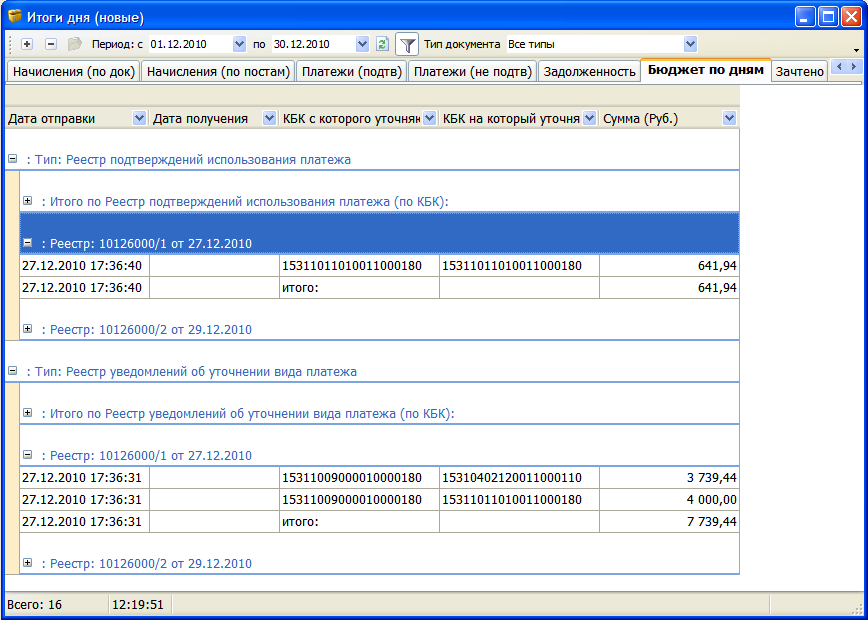 Итоги дня (новые)
Период: с 01.12.2010 по 30.12.2010 Тип документа Все типы
Начисления (по док) Начисления (по постам) Платежи (подтв) Платежи (не подтв) Задолженность Бюджет по дням Зачтено
Дата отправки Дата получения КБК с которого уточняк КБК на который уточня Сумма (Руб.)
: Тип: Реестр подтверждений использования платежа
: Итого по Реестр подтверждений использования платежа (по КБК):
: Реестр: 10126000/1 от 27.12.2010
27.12.2010 17:36:40 15311011010011000180 15311011010011000180 641,94
27.12.2010 17:36:40 итого: 641,94
: Реестр: 10126000/2 от 29.12.2010
: Тип: Реестр уведомлений об уточнении вида платежа
: Итого по Реестр уведомлений об уточнении вида платежа (по КБК):
: Реестр: 10126000/1 от 27.12.2010
27.12.2010 17:36:31 15311009000010000180 15310402120011000110 3 739,44
27.12.2010 17:36:31 15311009000010000180 15311011010011000180 4 000,00
27.12.2010 17:36:31 итого: 7 739,44
: Реестр: 10126000/2 от 29.12.2010
Всего: 16 12:19:51